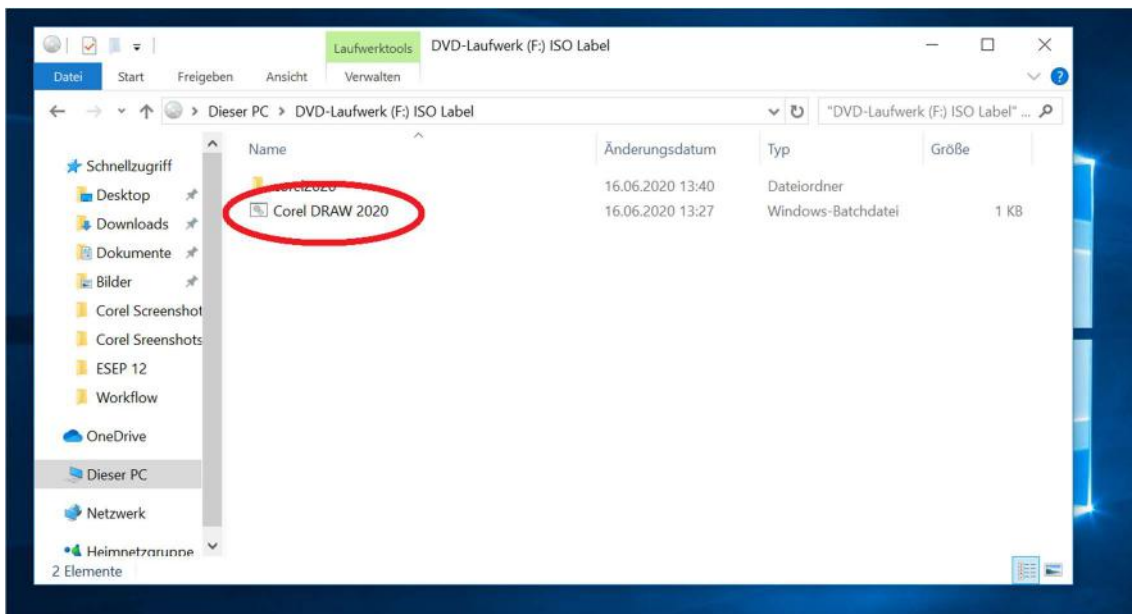 Laufwerktools DVD-Laufwerk (F:) ISO Label
Datei Start Freigeben Ansicht Verwalten
Dieser PC > DVD-Laufwerk (F:) ISO Label "DVD-Laufwerk (F:) ISO Label" ...
Name Änderungsdatum Typ Größe
corel2020 16.06.2020 13:40 Dateiordner
Corel DRAW 2020 16.06.2020 13:27 Windows-Batchdatei 1 KB
Schnellzugriff
Desktop
Downloads
Dokumente
Bilder
Corel Screenshot
Corel Sreenshots
ESEP 12
Workflow
OneDrive
Dieser PC
Netzwerk
Heimnetzgruppe
2 Elemente